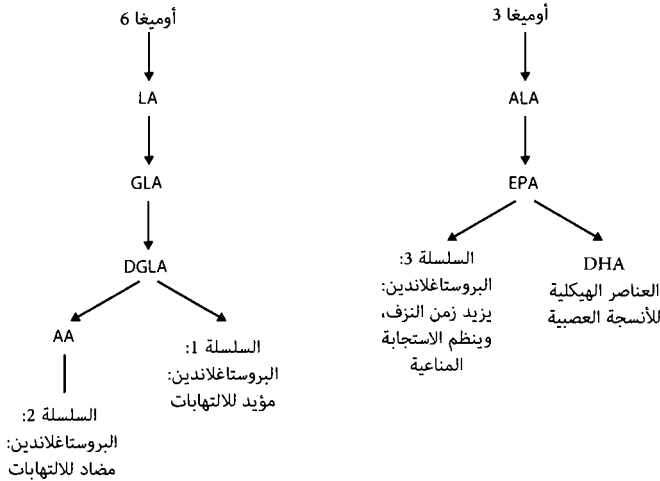 أوميغا 3
ALA
EPA
السلسلة 3:
البروستاغلاندين:
يزيد زمن النزف،
وينظم الاستجابة
المناعية
DHA
العناصر الهيكلية
للأنسجة العصبية
أوميغا 6
LA
GLA
DGLA
السلسلة 1:
البروستاغلاندين:
مؤيد للالتهابات
AA
السلسلة 2:
البروستاغلاندين:
مضاد للالتهابات